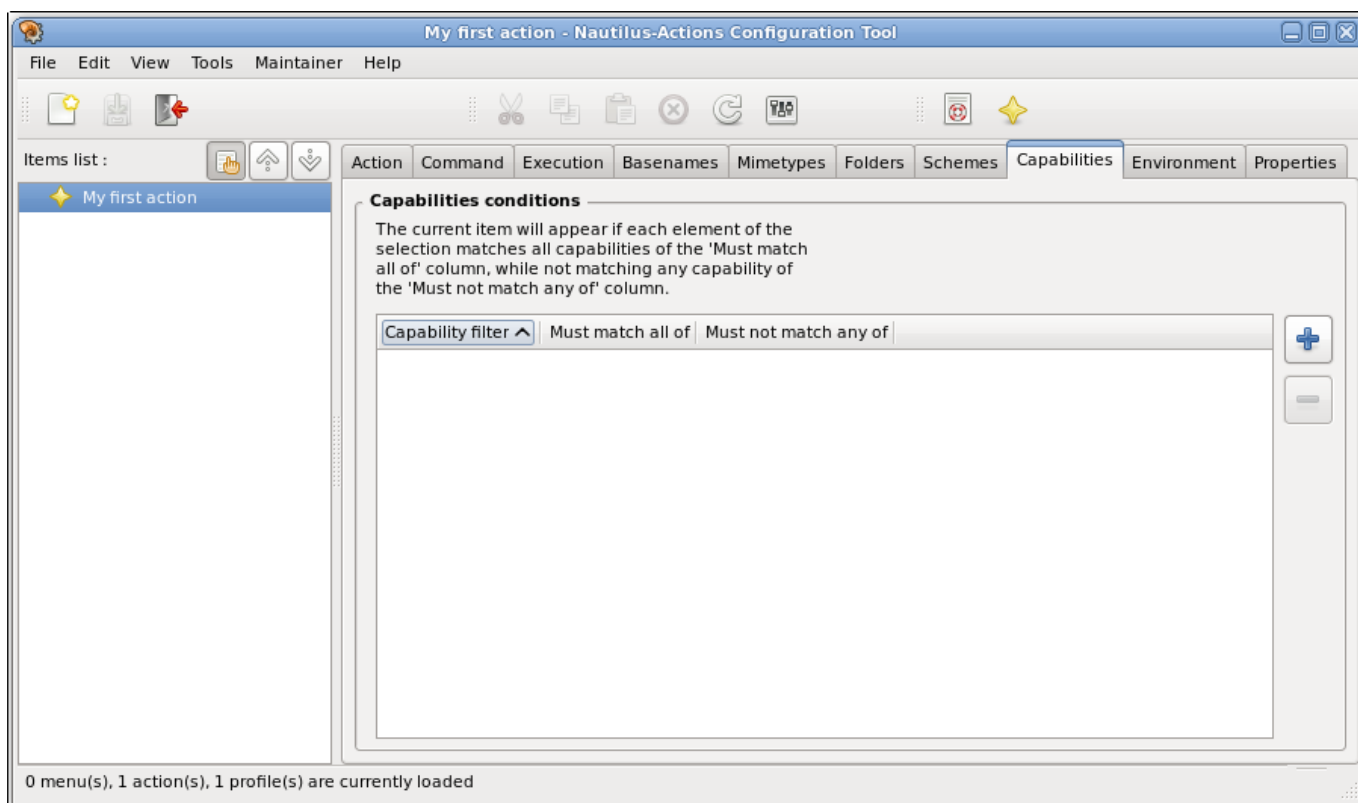 My first action - Nautilus-Actions Configuration Tool
File Edit View Tools Maintainer Help
Items list :
Action Command Execution Basenames Mimetypes Folders Schemes Capabilities Environment Properties
My first action
Capabilities conditions
The current item will appear if each element of the
selection matches all capabilities of the 'Must match
all of' column, while not matching any capability of
the 'Must not match any of' column.
Capability filter Must match all of Must not match any of
0 menu(s), 1 action(s), 1 profile(s) are currently loaded